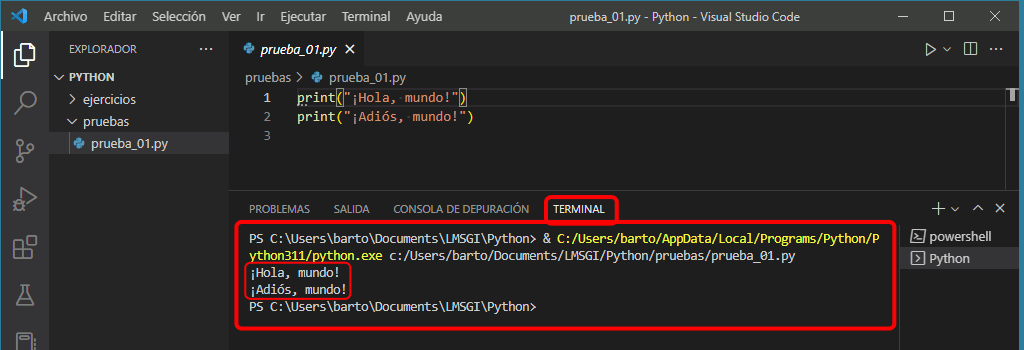 Archivo Editar Selección Ver Ir Ejecutar Terminal Ayuda prueba_01.py - Python - Visual Studio Code
EXPLORADOR
PYTHON
ejercicios
pruebas
prueba_01.py
prueba_01.py
pruebas > prueba_01.py
1 print("¡Hola, mundo!")
2 print("¡Adiós, mundo!")
3
PROBLEMAS SALIDA CONSOLA DE DEPURACIÓN TERMINAL
PS C:\Users\barto\Documents\LMSGI\Python> & C:/Users/barto/AppData/Local/Programs/Python/P
ython311/python.exe c:/Users/barto/Documents/LMSGI/Python/pruebas/prueba_01.py
¡Hola, mundo!
¡Adiós, mundo!
PS C:\Users\barto\Documents\LMSGI\Python>
powershell
Python